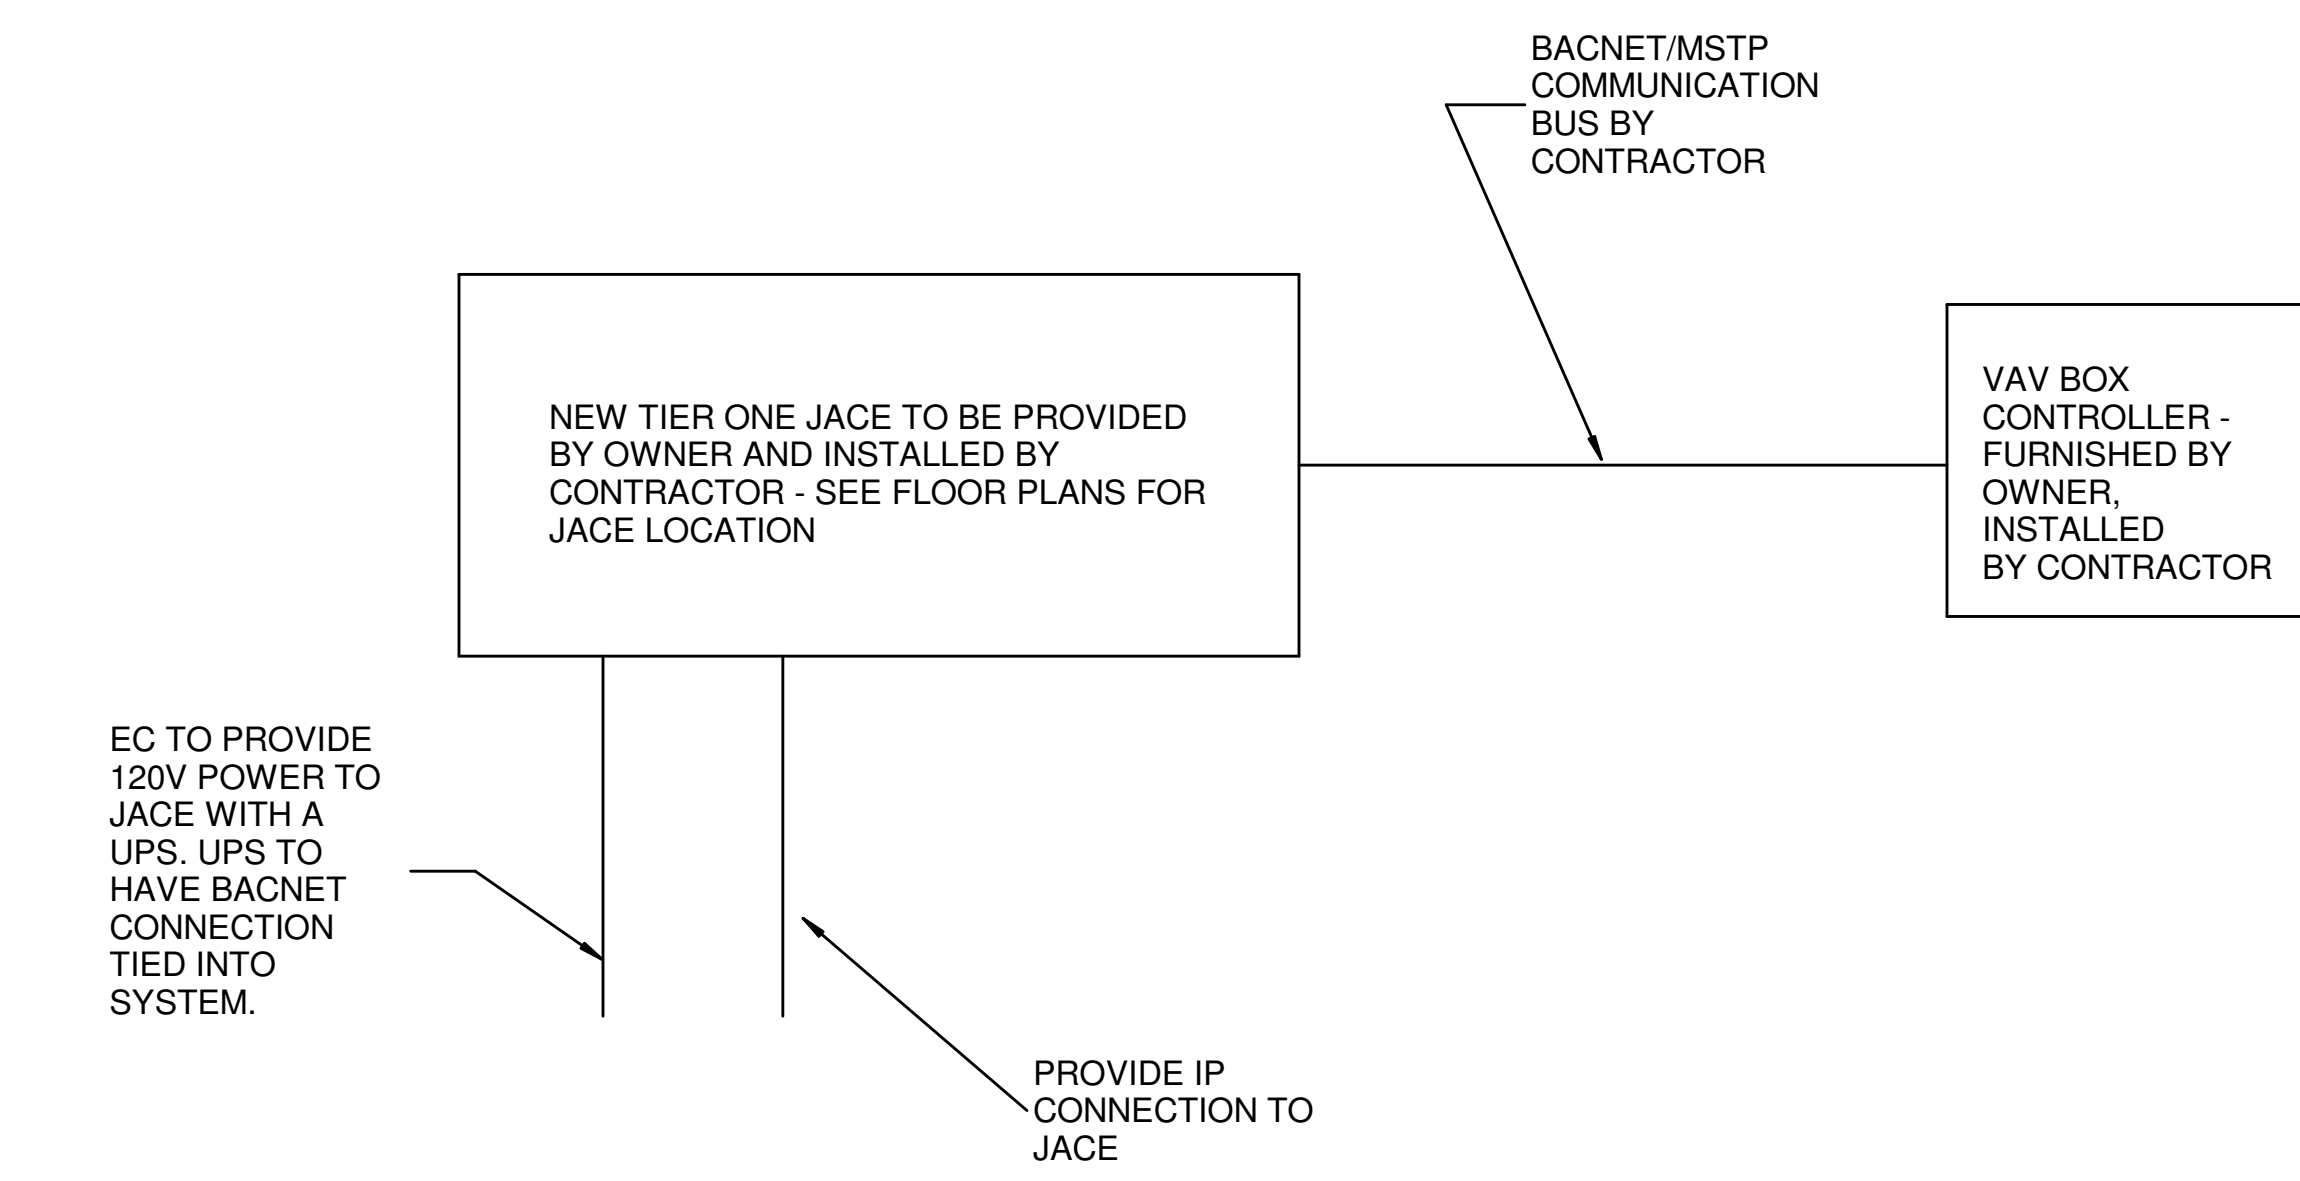 BACNET/MSTP
COMMUNICATION
BUS BY
CONTRACTOR
NEW TIER ONE JACE TO BE PROVIDED
BY OWNER AND INSTALLED BY
CONTRACTOR - SEE FLOOR PLANS FOR
JACE LOCATION
VAV BOX
CONTROLLER -
FURNISHED BY
OWNER,
INSTALLED
BY CONTRACTOR
EC TO PROVIDE
120V POWER TO
JACE WITH A
UPS. UPS TO
HAVE BACNET
CONNECTION
TIED INTO
SYSTEM.
PROVIDE IP
CONNECTION TO
JACE